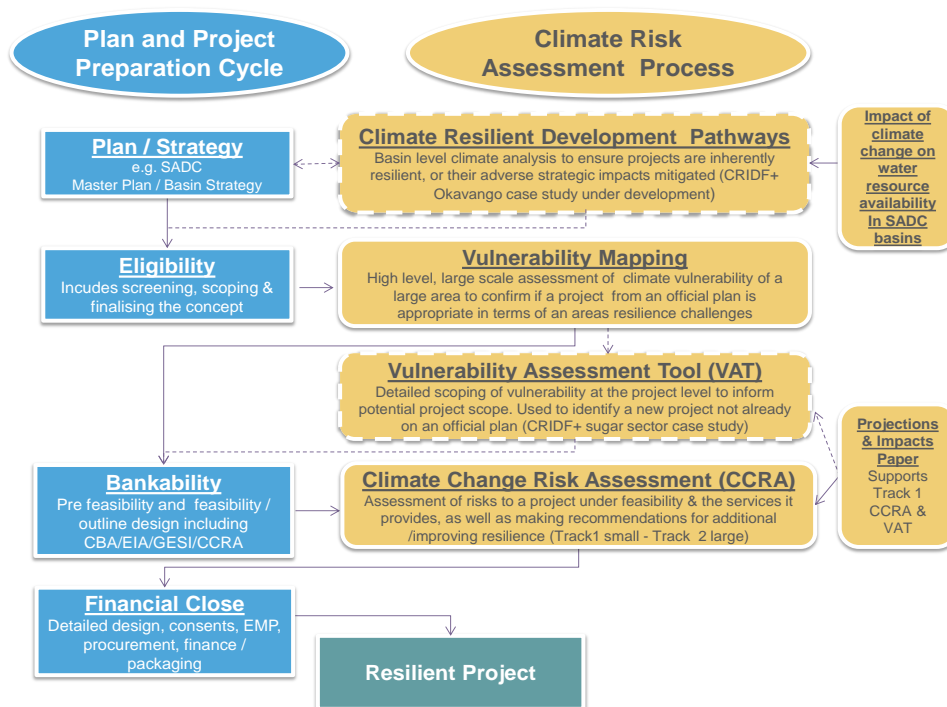 Plan and Project
Preparation Cycle
Climate Risk
Assessment Process
Plan / Strategy
e.g. SADC
Master Plan / Basin Strategy
Climate Resilient Development Pathways
Basin level climate analysis to ensure projects are inherently
resilient, or their adverse strategic impacts mitigated (CRIDF+
Okavango case study under development)
Impact of
climate
change on
water
resource
availability
In SADC
basins
Eligibility
Incudes screening, scoping &
finalising the concept
Vulnerability Mapping
High level, large scale assessment of climate vulnerability of a
large area to confirm if a project from an official plan is
appropriate in terms of an areas resilience challenges
Vulnerability Assessment Tool (VAT)
Detailed scoping of vulnerability at the project level to inform
potential project scope. Used to identify a new project not already
on an official plan (CRIDF+ sugar sector case study)
Projections
& Impacts
Paper
Supports
Track 1
CCRA &
VAT
Bankability
Pre feasibility and feasibility /
outline design including
CBA/EIA/GESI/CCRA
Climate Change Risk Assessment (CCRA)
Assessment of risks to a project under feasibility & the services it
provides, as well as making recommendations for additional
/improving resilience (Track1 small - Track 2 large)
Financial Close
Detailed design, consents, EMP,
procurement, finance /
packaging
Resilient Project